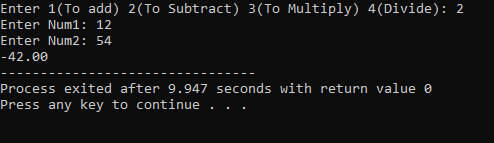 Enter 1(To add) 2(To Subtract) 3(To Multiply) 4(Divide): 2
Enter Num1: 12
Enter Num2: 54
-42.00
--------------------------------
Process exited after 9.947 seconds with return value 0
Press any key to continue . . .